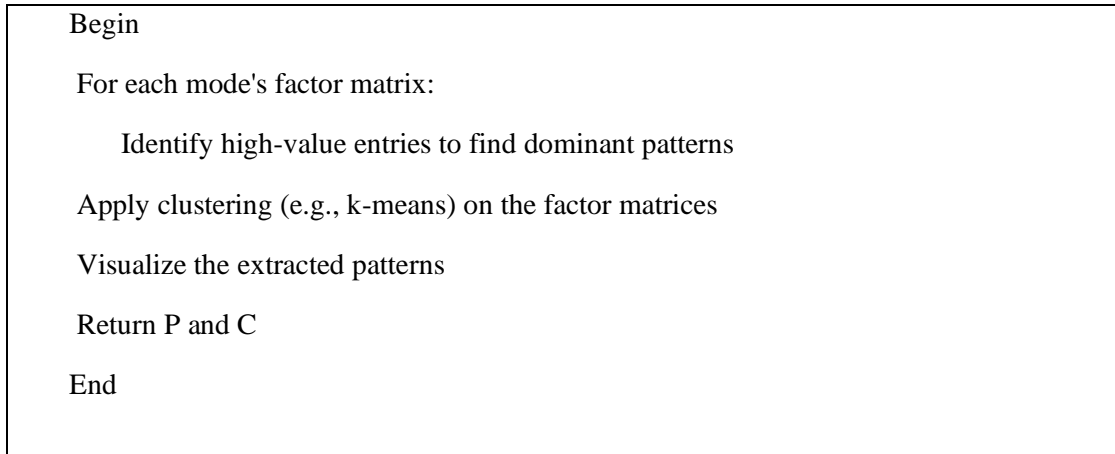 Begin
For each mode's factor matrix:
Identify high-value entries to find dominant patterns
Apply clustering (e.g., k-means) on the factor matrices
Visualize the extracted patterns
Return P and C
End